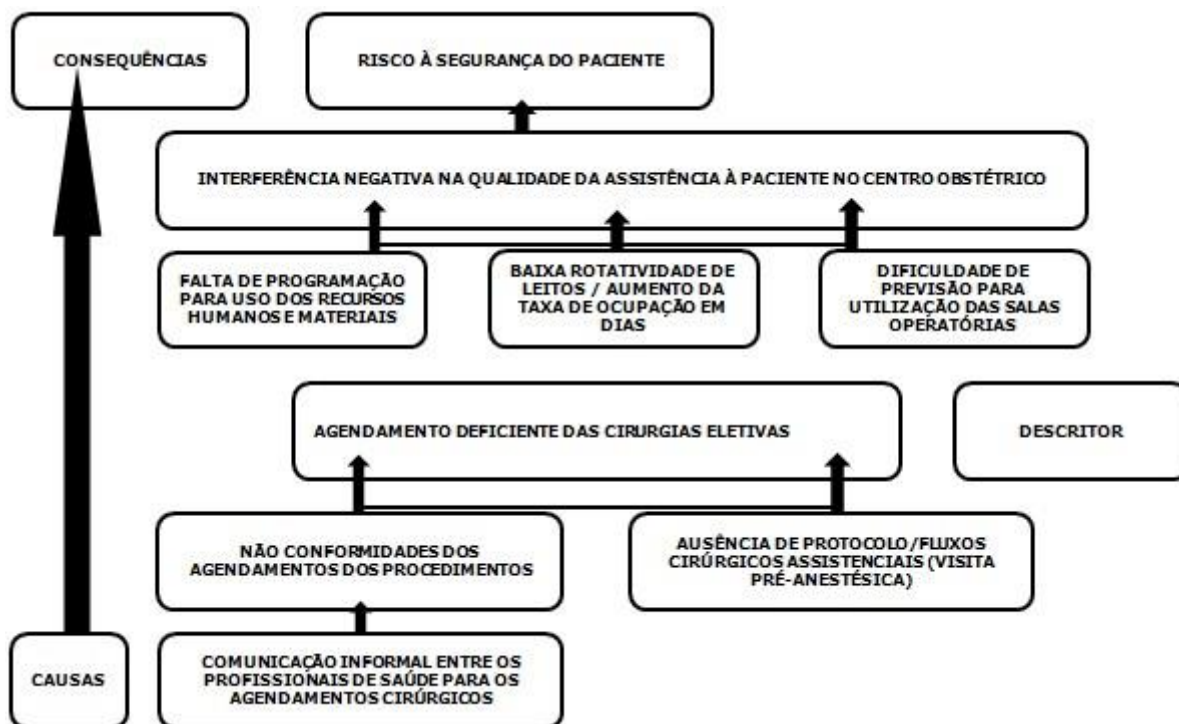 CONSEQUÊNCIAS
RISCO À SEGURANÇA DO PACIENTE
INTERFERÊNCIA NEGATIVA NA QUALIDADE DA ASSISTÊNCIA À PACIENTE NO CENTRO OBSTÉTRICO
FALTA DE PROGRAMAÇÃO
PARA USO DOS RECURSOS
HUMANOS E MATERIAIS
BAIXA ROTATIVIDADE DE
LEITOS / AUMENTO DA
TAXA DE OCUPAÇÃO EM
DIAS
DIFICULDADE DE
PREVISÃO PARA
UTILIZAÇÃO DAS SALAS
OPERATÓRIAS
AGENDAMENTO DEFICIENTE DAS CIRURGIAS ELETIVAS
DESCRITOR
NÃO CONFORMIDADES DOS
AGENDAMENTOS DOS PROCEDIMENTOS
AUSÊNCIA DE PROTOCOLO/FLUXOS
CIRÚRGICOS ASSISTENCIAIS (VISITA
PRÉ-ANESTÉSICA)
CAUSAS
COMUNICAÇÃO INFORMAL ENTRE OS
PROFISSIONAIS DE SAÚDE PARA OS
AGENDAMENTOS CIRÚRGICOS